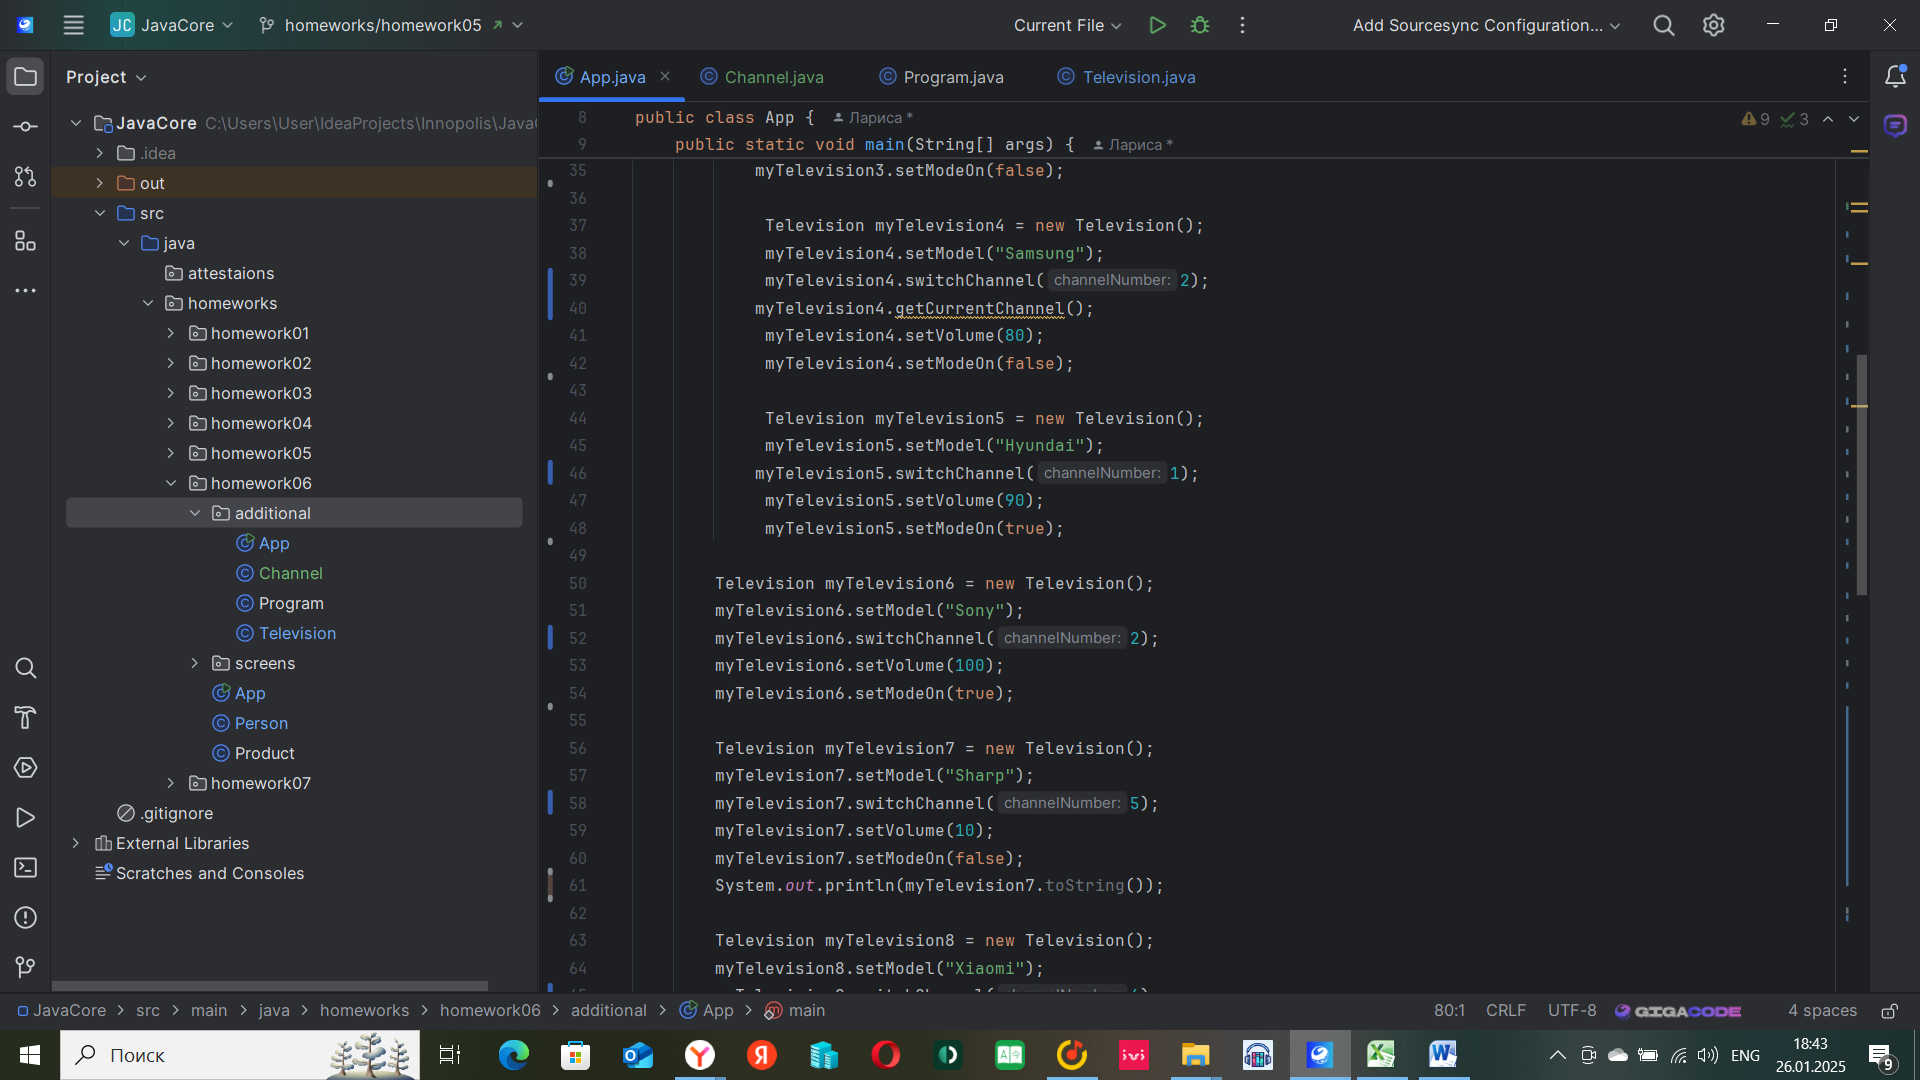 JC JavaCore homeworks/homework05 Current File Add Sourcesync Configuration...
Project
App.java Channel.java Program.java Television.java
JavaCore C:\Users\User\IdeaProjects\Innopolis\Java
.idea
out
src
java
attestaions
homeworks
homework01
homework02
homework03
homework04
homework05
homework06
additional
App
Channel
Program
Television
screens
App
Person
Product
homework07
.gitignore
External Libraries
Scratches and Consoles
8 public class App { Лариса *
9 public static void main(String[] args) { Лариса *
9 3
35 myTelevision3.setModeOn(false);
36
37 Television myTelevision4 = new Television();
38 myTelevision4.setModel("Samsung");
39 myTelevision4.switchChannel( channelNumber: 2);
40 myTelevision4.getCurrentChannel();
41 myTelevision4.setVolume(80);
42 myTelevision4.setModeOn(false);
43
44 Television myTelevision5 = new Television();
45 myTelevision5.setModel("Hyundai");
46 myTelevision5.switchChannel( channelNumber: 1);
47 myTelevision5.setVolume(90);
48 myTelevision5.setModeOn(true);
49
50 Television myTelevision6 = new Television();
51 myTelevision6.setModel("Sony");
52 myTelevision6.switchChannel( channelNumber: 2);
53 myTelevision6.setVolume(100);
54 myTelevision6.setModeOn(true);
55
56 Television myTelevision7 = new Television();
57 myTelevision7.setModel("Sharp");
58 myTelevision7.switchChannel( channelNumber: 5);
59 myTelevision7.setVolume(10);
60 myTelevision7.setModeOn(false);
61 System.out.println(myTelevision7.toString());
62
63 Television myTelevision8 = new Television();
64 myTelevision8.setModel("Xiaomi");
JavaCore > src > main > java > homeworks > homework06 > additional > App > main
80:1 CRLF UTF-8 GIGACODE 4 spaces
Поиск
ivi
ENG
18:43
26.01.2025
9